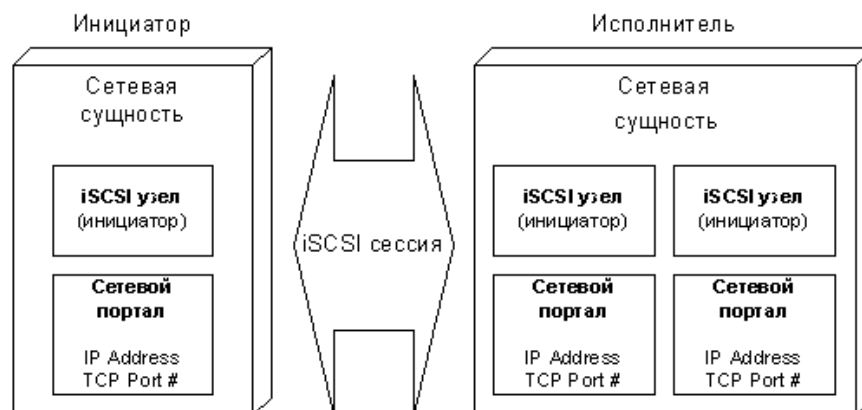 Инициатор
Исполнитель
Сетевая
сущность
iSCSI узел
(инициатор)
Сетевой
портал
IP Address
TCP Port #
iSCSI сессия
Сетевая
сущность
iSCSI узел
(инициатор)
iSCSI узел
(инициатор)
Сетевой
портал
IP Address
TCP Port #
Сетевой
портал
IP Address
TCP Port #